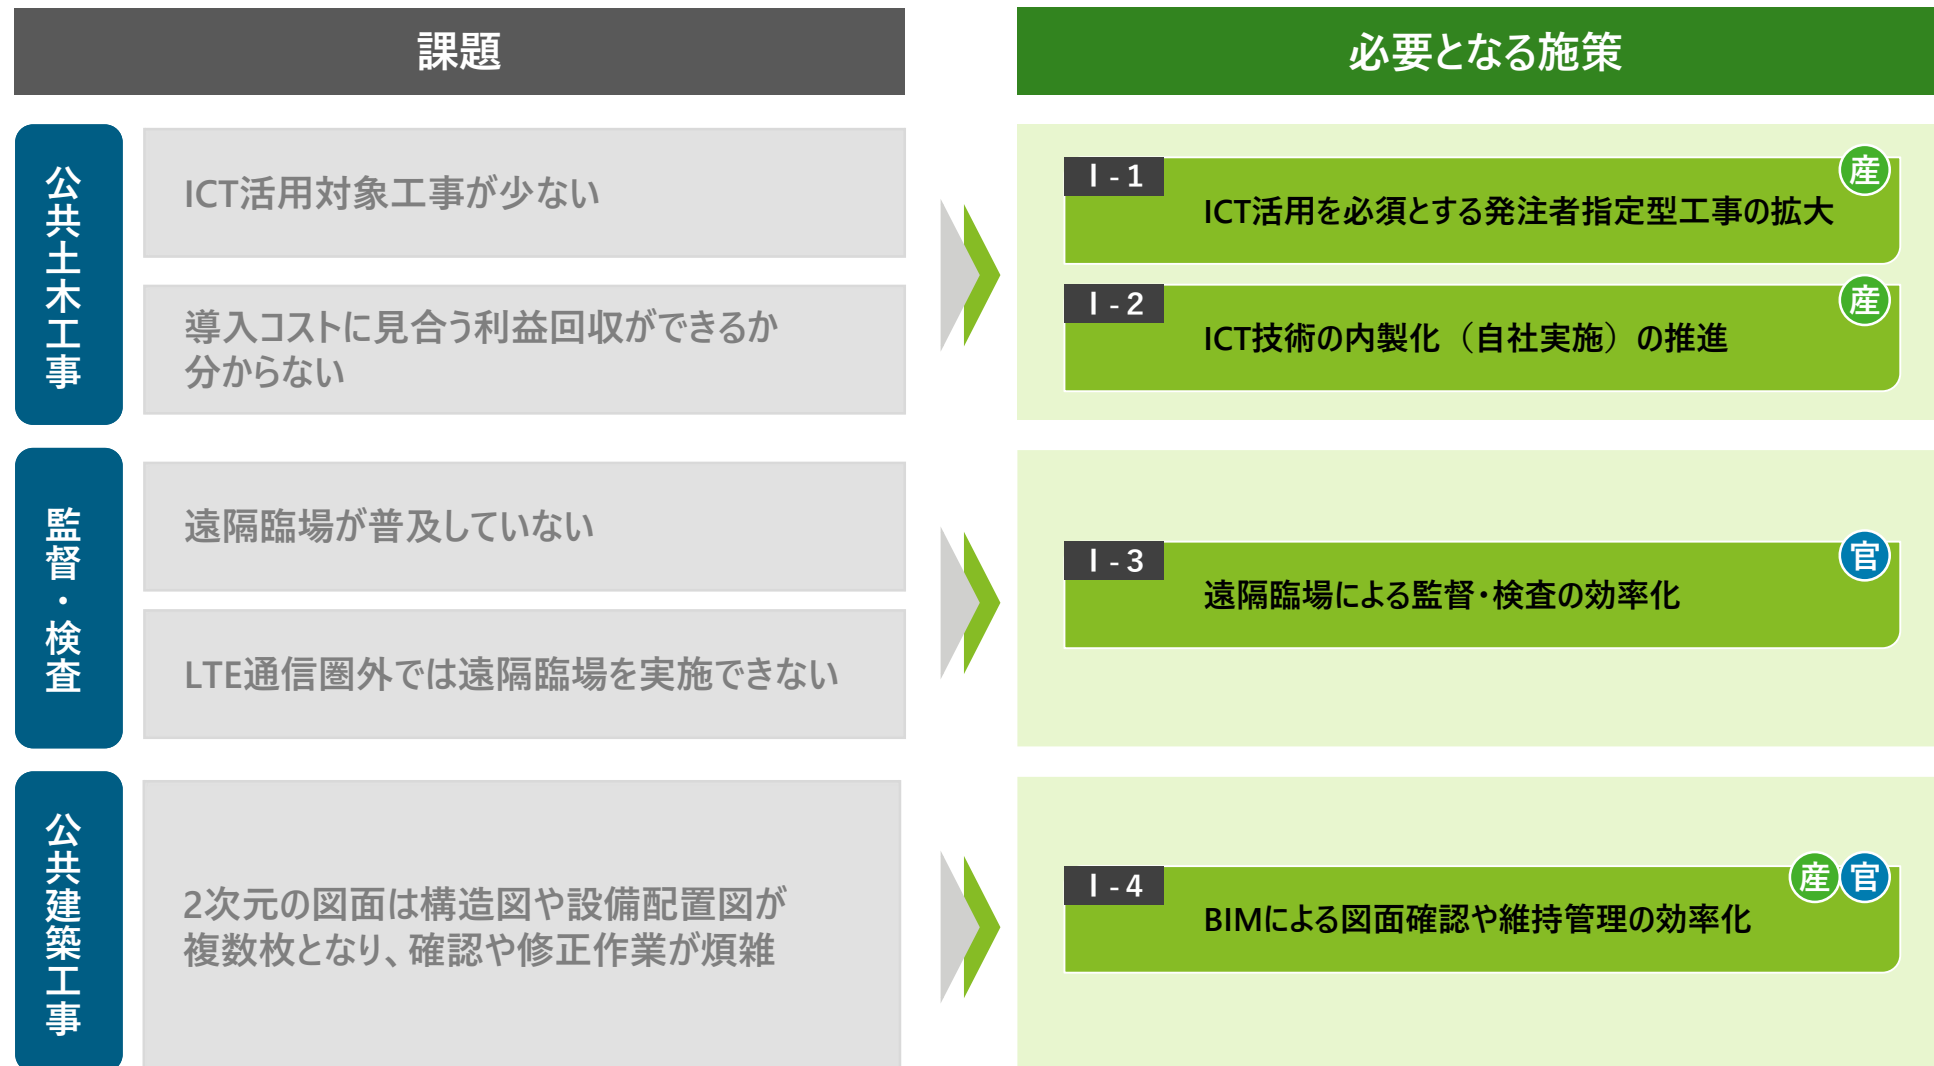 課題
必要となる施策
公共土木工事
ICT活用対象工事が少ない
導入コストに見合う利益回収ができるか
分からない
Ⅰ-1
産
ICT活用を必須とする発注者指定型工事の拡大
Ⅰ-2
産
ICT技術の内製化（自社実施）の推進
監督・検査
遠隔臨場が普及していない
LTE通信圏外では遠隔臨場を実施できない
Ⅰ-3
官
遠隔臨場による監督・検査の効率化
公共建築工事
2次元の図面は構造図や設備配置図が
複数枚となり、確認や修正作業が煩雑
Ⅰ-4
産 官
BIMによる図面確認や維持管理の効率化